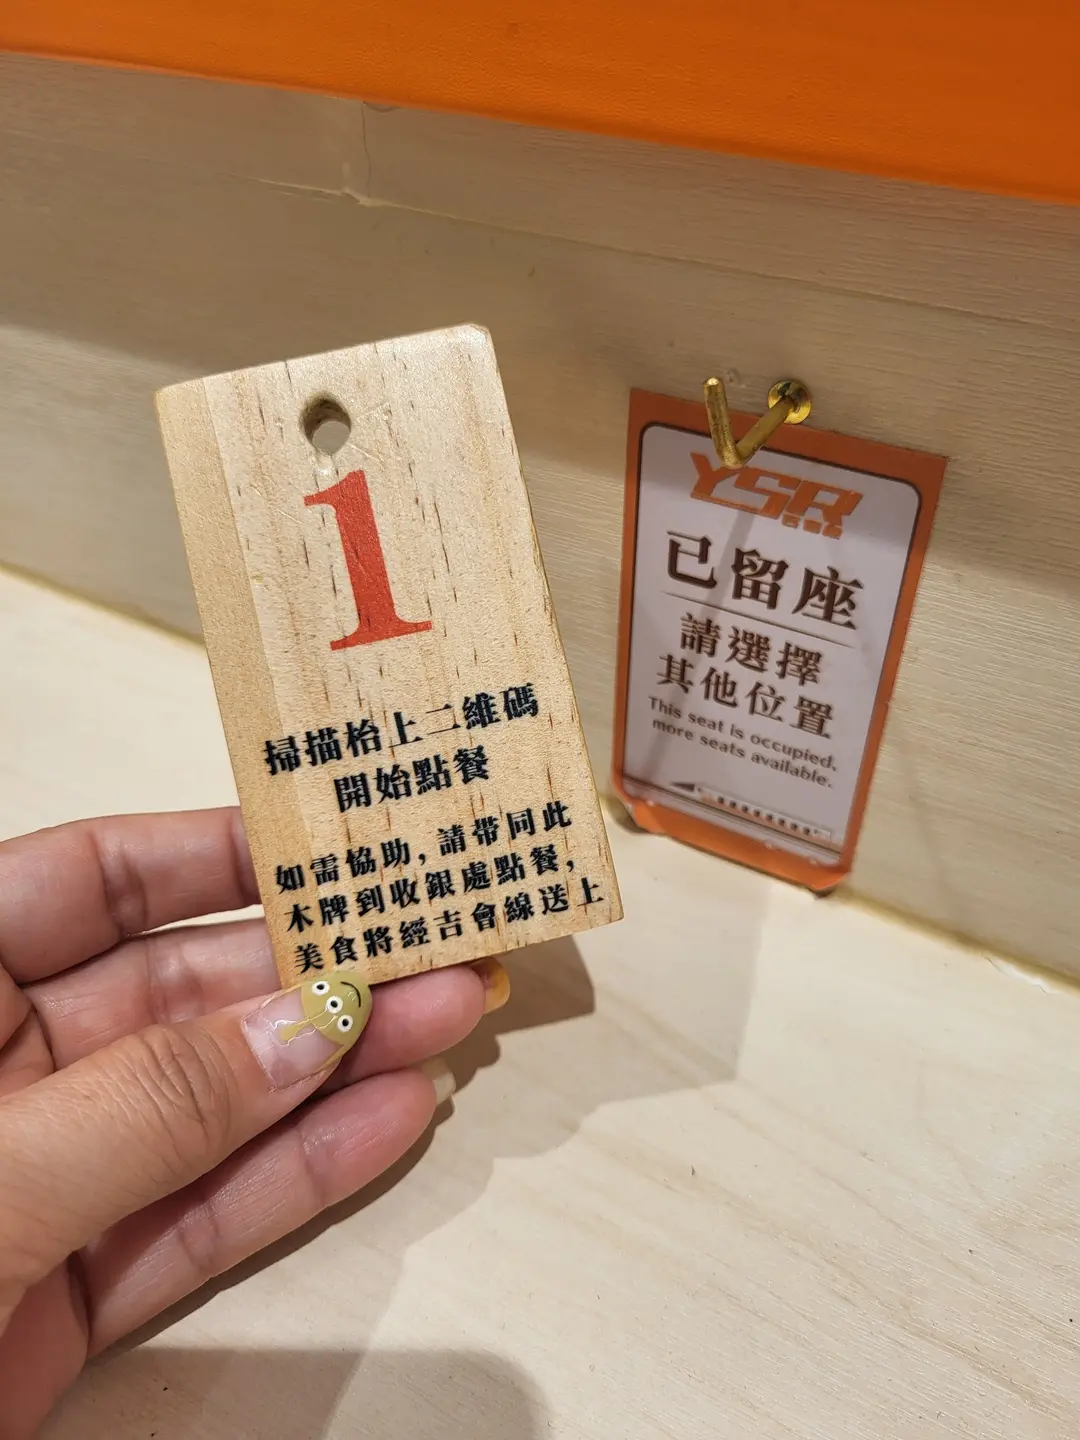 1
掃描枱上二維碼
開始點餐
如需協助，請帶同此
木牌到收銀處點餐，
美食將經吉會線送上
YSR
已留座
請選擇
其他位置
This seat is occupied,
more seats available.